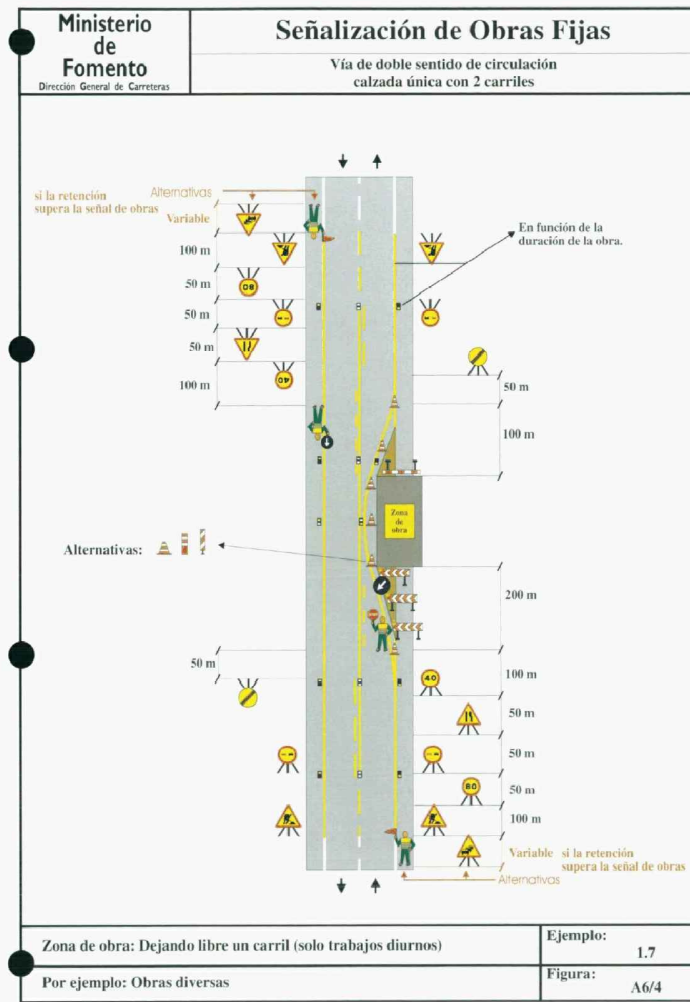 Ministerio
de
Fomento
Dirección General de Carreteras
Señalización de Obras Fijas
Vía de doble sentido de circulación
calzada única con 2 carriles
si la retención
supera la señal de obras
Alternativas
Variable
100 m
50 m
50 m
50 m
100 m
80
40
En función de la
duración de la obra.
50 m
100 m
Zona
de
obra
Alternativas:
200 m
50 m
100 m
50 m
50 m
50 m
100 m
40
80
Variable
si la retención
supera la señal de obras
Alternativas
Zona de obra: Dejando libre un carril (solo trabajos diurnos)
Ejemplo:
1.7
Por ejemplo: Obras diversas
Figura:
A6/4